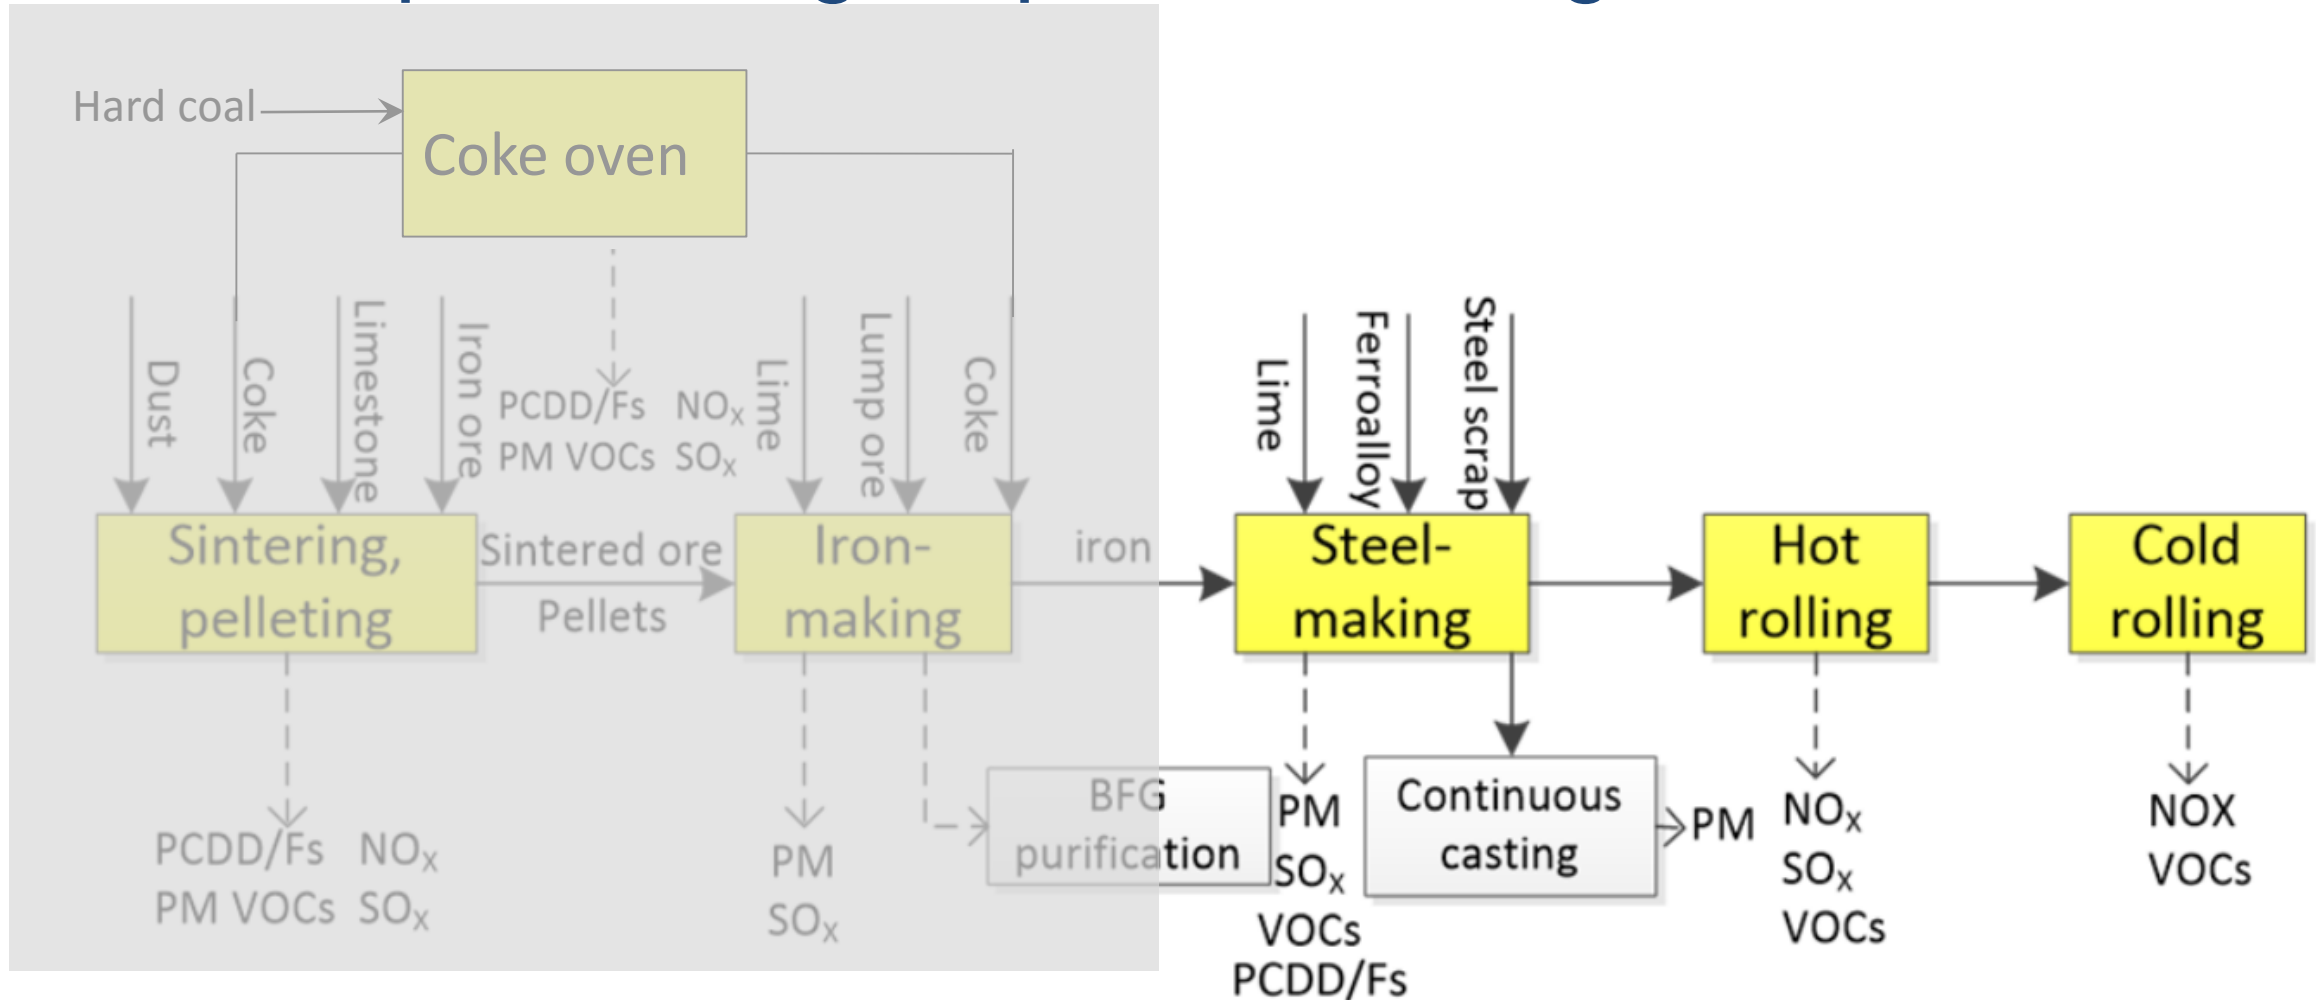 Hard coal
Coke oven
Dust
Coke
Limestone
Iron ore
PCDD/Fs NOX
PM VOCs SOX
Lime
Lump ore
Coke
Lime
Ferroalloy
Steel scrap
Sintering,
pelleting
Sintered ore
Pellets
Iron-
making
iron
Steel-
making
Hot
rolling
Cold
rolling
PCDD/Fs NOX
PM VOCs SOX
PM
SOX
BFG
purification
PM
SOX
VOCs
PCDD/Fs
Continuous
casting
PM
NOX
SOX
VOCs
NOX
VOCs